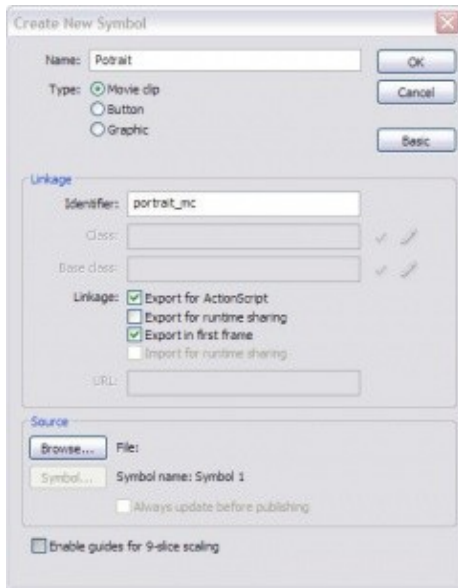 Create New Symbol
Name: Potrait
OK
Type: Movie clip
Cancel
Button
Graphic
Basic
Linkage
Identifier: portrait_mc
Class:
Base class:
Linkage: Export for ActionScript
Export for runtime sharing
Export in first frame
Import for runtime sharing
URL:
Source
Browse... File:
Symbol... Symbol name: Symbol 1
Always update before publishing
Enable guides for 9-slice scaling